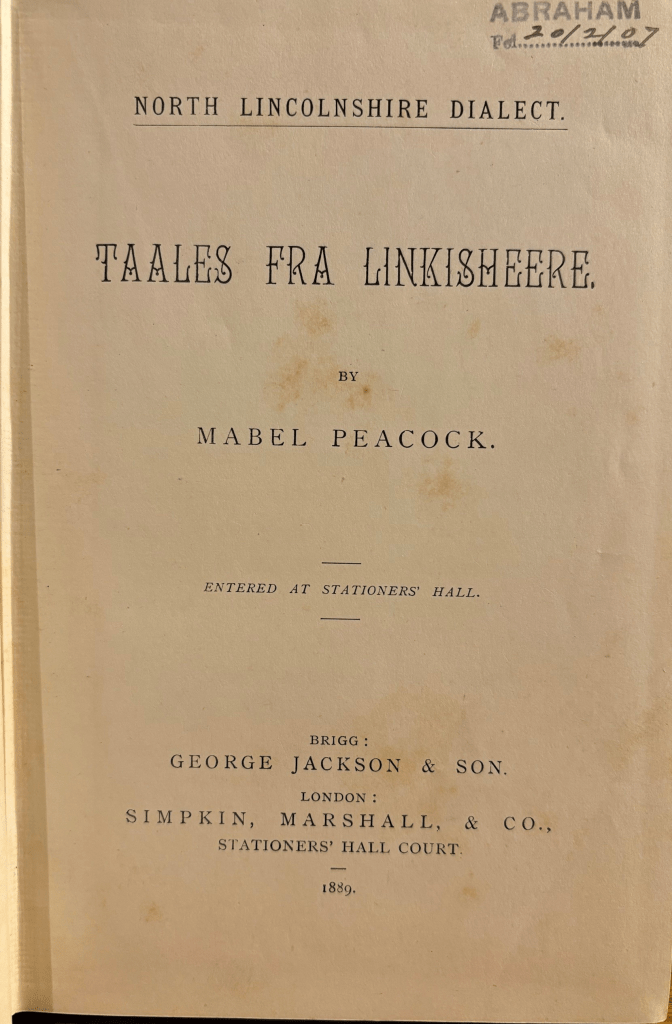 ABRAHAM
Fol. 20/2/07
NORTH LINCOLNSHIRE DIALECT.
TAALES FRA LINKISHEERE.
BY
MABEL PEACOCK.
ENTERED AT STATIONERS' HALL.
BRIGG:
GEORGE JACKSON & SON.
LONDON:
SIMPKIN, MARSHALL, & CO.,
STATIONERS' HALL COURT.
1889.